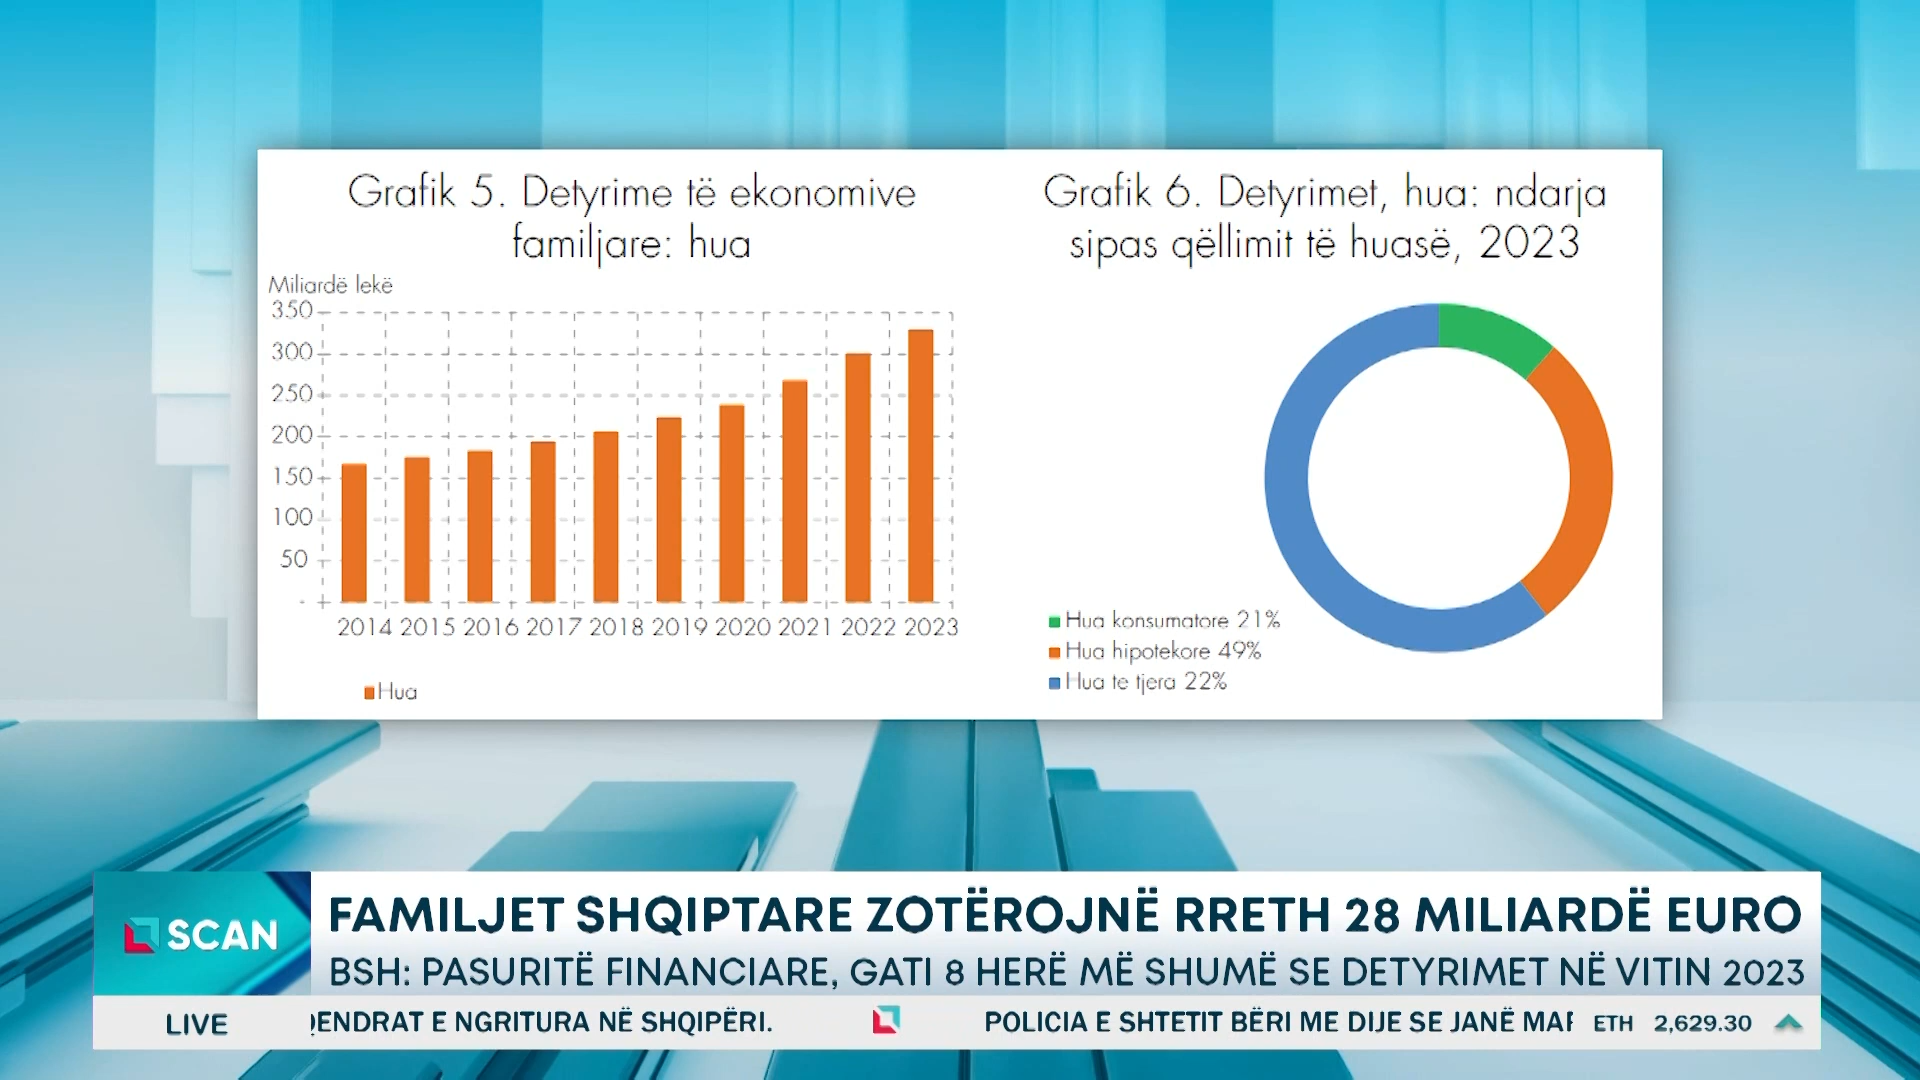 Grafik 5. Detyrime të ekonomive
familjare: hua
Miliardë lekë
350
300
250
200
150
100
50
-
2014 2015 2016 2017 2018 2019 2020 2021 2022 2023
Hua
Grafik 6. Detyrimet, hua: ndarja
sipas qëllimit të huasë, 2023
Hua konsumatore 21%
Hua hipotekore 49%
Hua te tjera 22%
SCAN
FAMILJET SHQIPTARE ZOTËROJNË RRETH 28 MILIARDË EURO
BSH: PASURITË FINANCIARE, GATI 8 HERË MË SHUMË SE DETYRIMET NË VITIN 2023
LIVE
QENDRAT E NGRITURA NË SHQIPËRI.
POLICIA E SHTETIT BËRI ME DIJE SE JANË
ETH 2,629.30